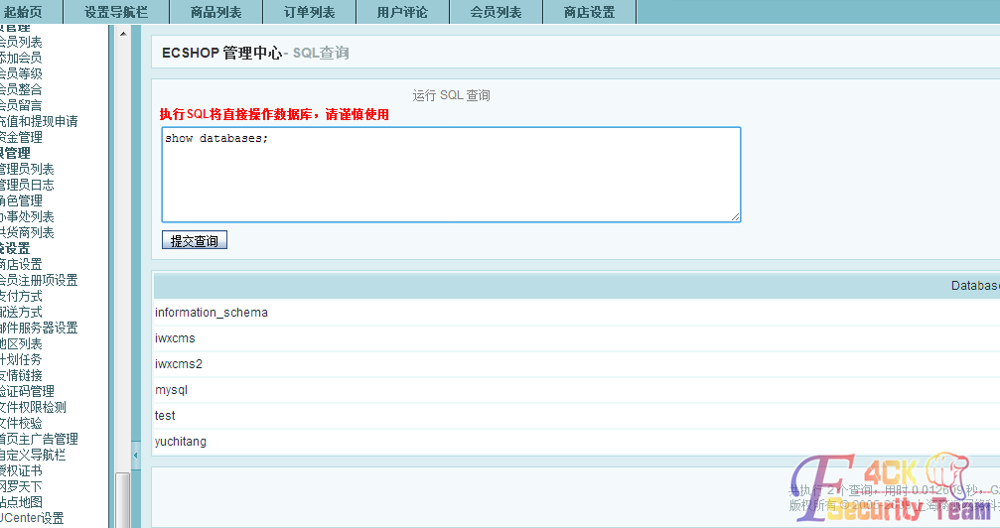 起始页 设置导航栏 商品列表 订单列表 用户评论 会员列表 商店设置
管理
会员列表
添加会员
会员等级
会员整合
会员留言
充值和提现申请
资金管理
管理
管理员列表
管理员日志
角色管理
办事处列表
供货商列表
设置
商店设置
会员注册项设置
支付方式
配送方式
邮件服务器设置
地区列表
计划任务
友情链接
验证码管理
文件权限检测
文件校验
首页主广告管理
自定义导航栏
授权证书
网罗天下
站点地图
UCenter设置
ECSHOP 管理中心- SQL查询
运行 SQL 查询
执行SQL将直接操作数据库，请谨慎使用
show databases;
提交查询
Database
information_schema
iwxcms
iwxcms2
mysql
test
yuchitang
共执行 2 个查询，用时 0.012609 秒，
版权所有 © 2005-
F4CK
Security Team